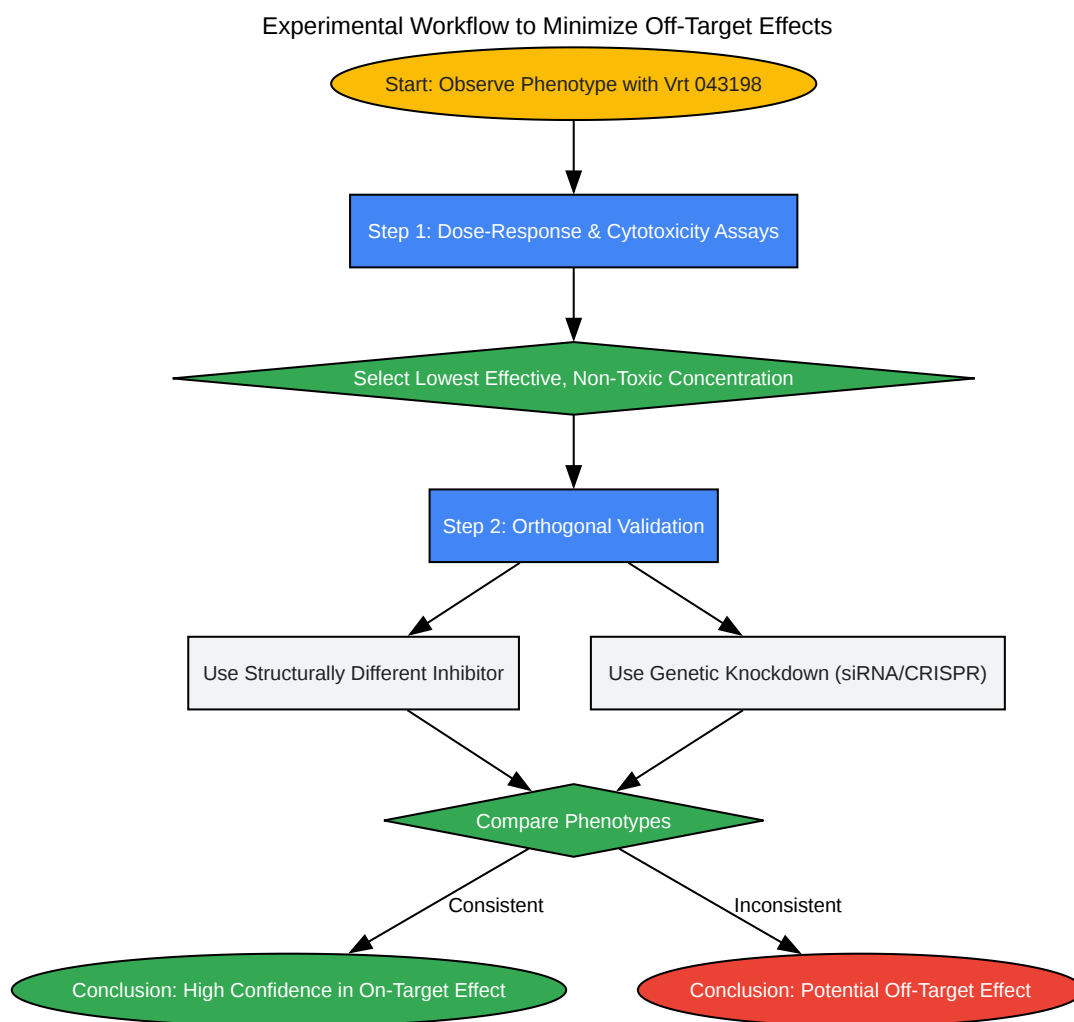 Experimental Workflow to Minimize Off-Target Effects
Start: Observe Phenotype with Vrt 043198
Step 1: Dose-Response & Cytotoxicity Assays
Select Lowest Effective, Non-Toxic Concentration
Step 2: Orthogonal Validation
Use Structurally Different Inhibitor
Use Genetic Knockdown (siRNA/CRISPR)
Compare Phenotypes
Consistent
Inconsistent
Conclusion: High Confidence in On-Target Effect
Conclusion: Potential Off-Target Effect